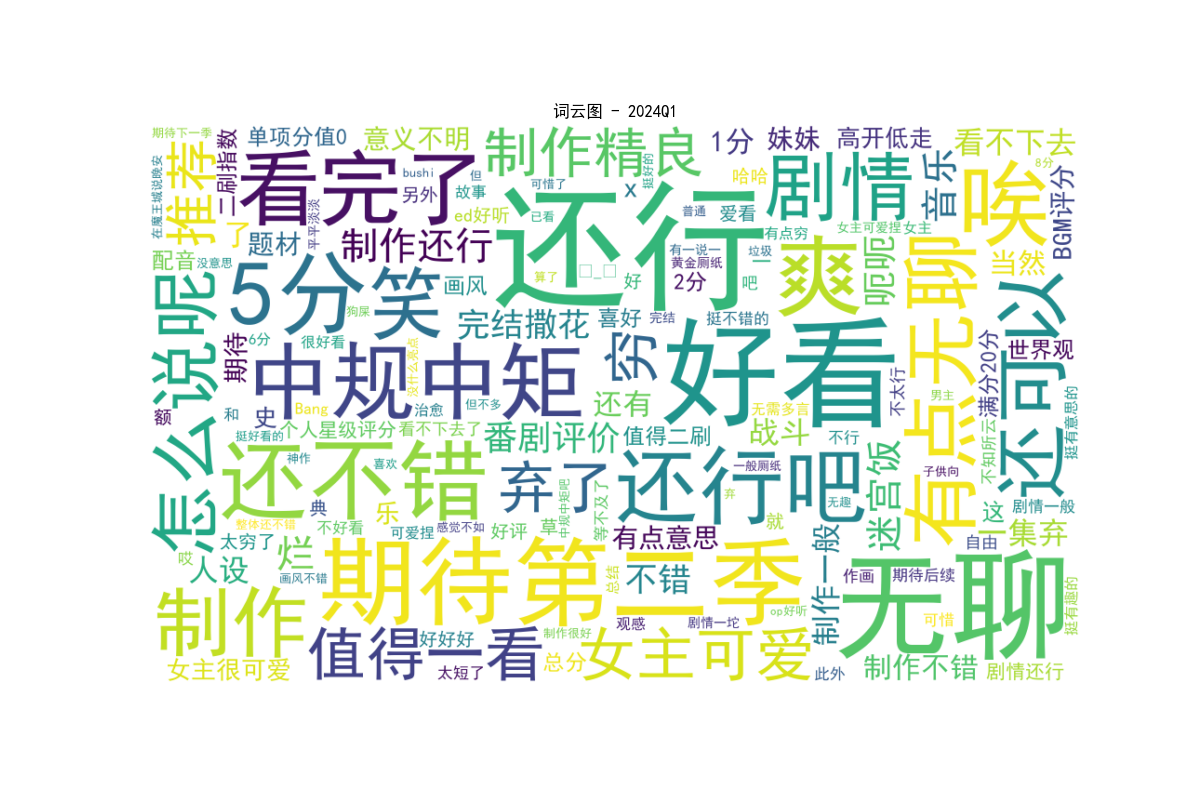 词云图 - 2024Q1
期待下一季
推荐
二刷指数
单项分值0
意义不明
制作精良
1分
妹妹
高开低走
看不下去
在魔王城说晚安
了
看完了
平平淡淡
bushi
但
另外
故事
可惜了
挺好的
x
哈哈
剧情
音乐
唉
8分
BGM评分
ed好听
已看
还行
普通
爱看
有点穷
女主可爱捏
女主
配音
没意思
题材
制作还行
有一说一
黄金厕纸
垃圾
一
爽
呃呃
当然
怎么说呢
5分
笑
狗屎
画风
算了
好
2分
吧
有点无聊
还可以
期待
6分
很好看
没什么亮点
完结撒花
喜好
完结
挺不错的
穷
好看
满分20分
世界观
中规中矩
不太行
男主
额
和
史
Bang
治愈
但不多
还有
无需多言
挺好看的
个人星级评分
看不下去了
番剧评价
值得二刷
战斗
不行
不知所云
挺有意思的
还不错
神作
喜欢
弃了
还行吧
一般厕纸
弃
无趣
迷宫饭
子供向
典
乐
中规中矩吧
等不及了
这
剧情一般
整体还不错
不好看
可爱捏
感觉不如
好评
草
有点意思
就
集弃
太穷了
烂
自由
哎
人设
画风不错
期待第二季
总结
不错
制作一般
作画
期待后续
无聊
挺有趣的
制作
op好听
可惜
值得一看
好好好
制作很好
观感
剧情一坨
女主可爱
女主很可爱
太短了
总分
此外
制作不错
剧情还行